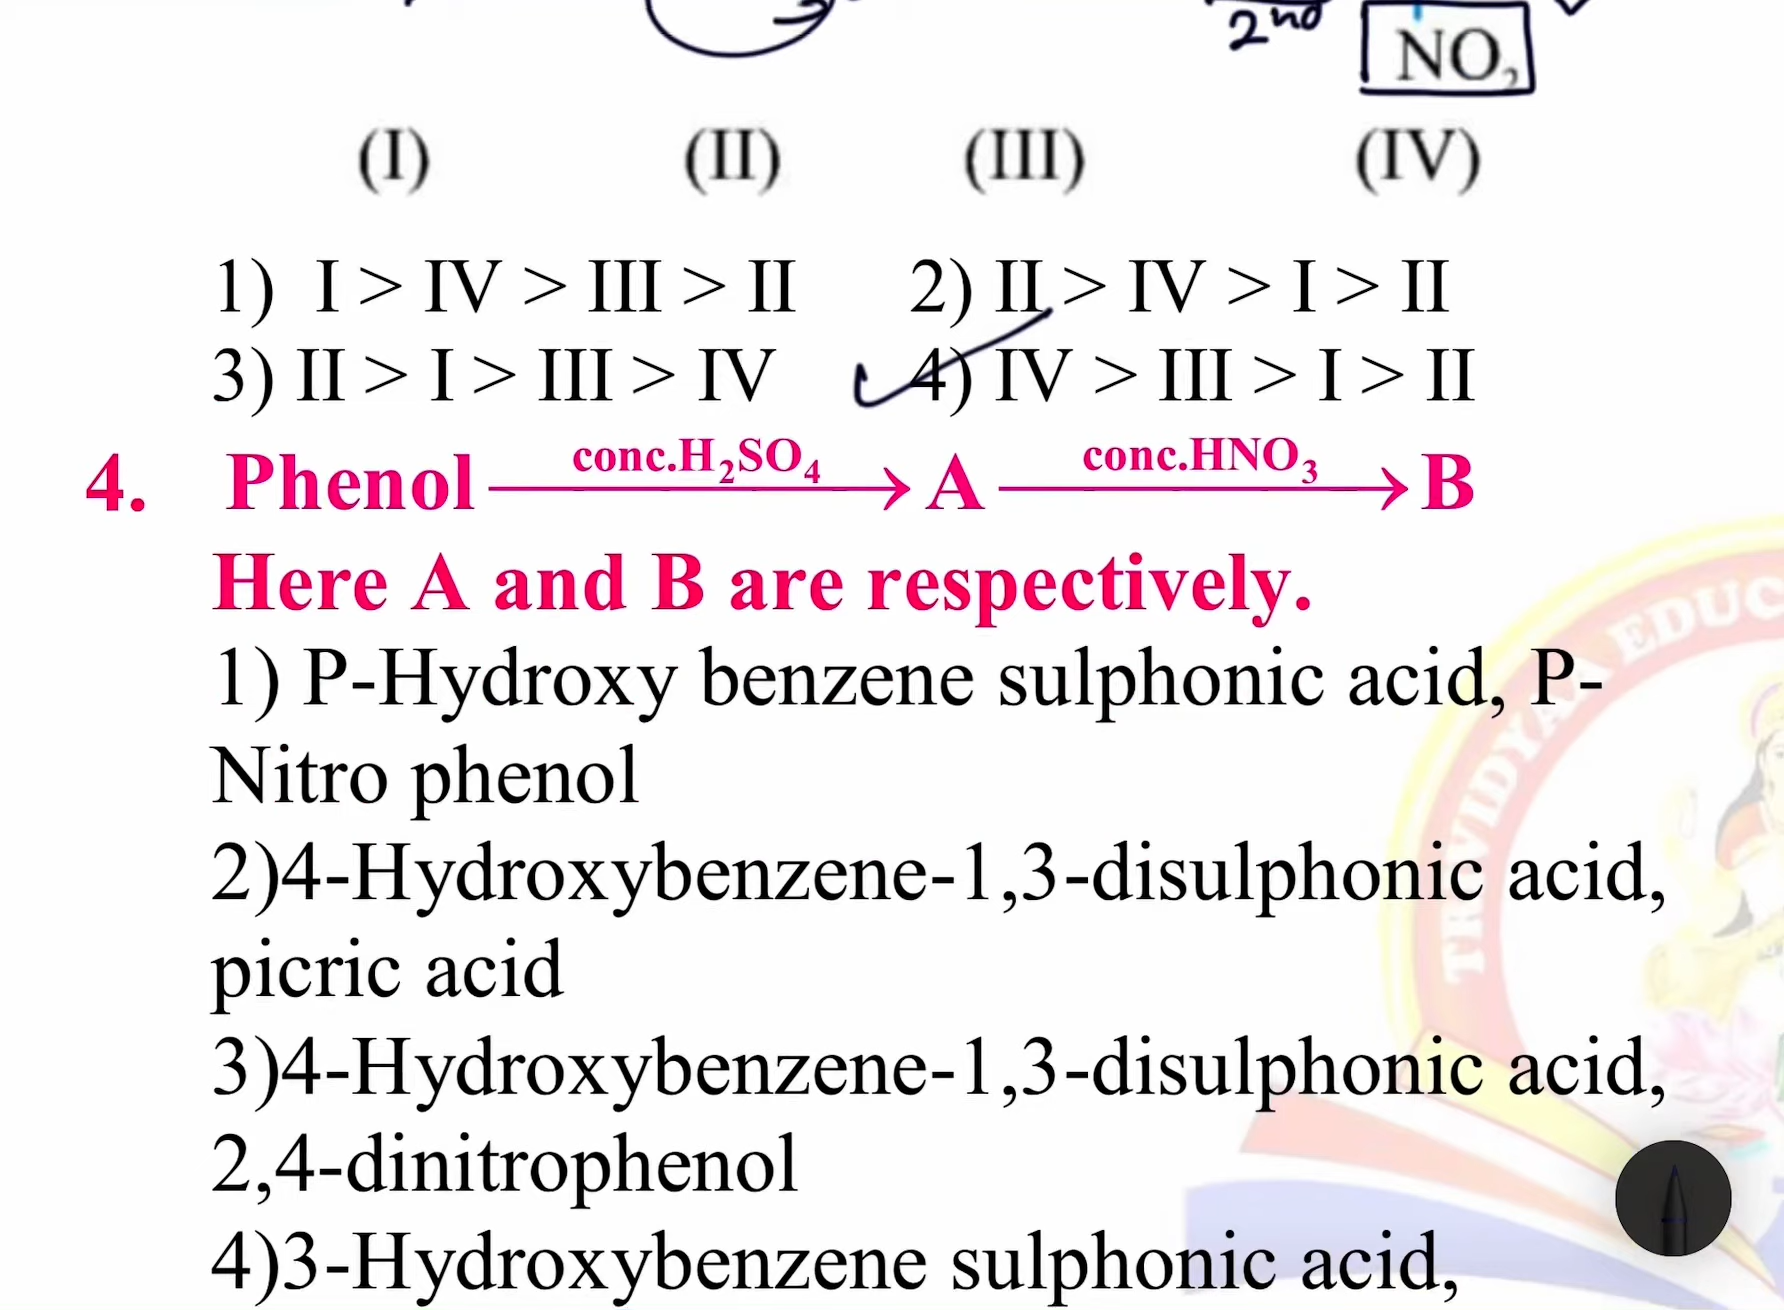 2nd NO2
(I) (II) (III) (IV)
1) I > IV > III > II 2) II > IV > I > II
3) II > I > III > IV 4) IV > III > I > II
4. Phenol conc.H2SO4 → A conc.HNO3 → B
Here A and B are respectively.
1) P-Hydroxy benzene sulphonic acid, P-
Nitro phenol
2)4-Hydroxybenzene-1,3-disulphonic acid,
picric acid
3)4-Hydroxybenzene-1,3-disulphonic acid,
2,4-dinitrophenol
4)3-Hydroxybenzene sulphonic acid,